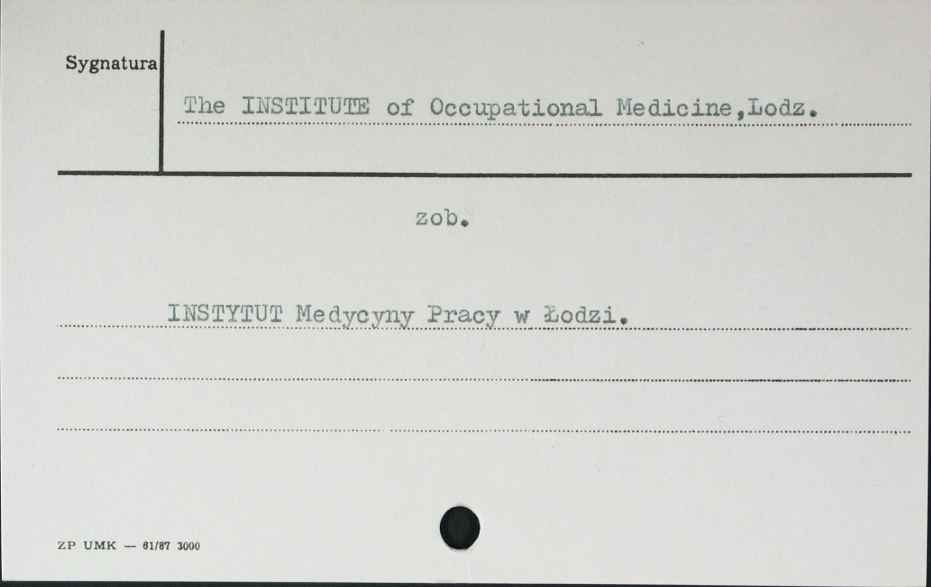 Sygnatura
The INSTITUTE of Occupational Medicine,Lodz.
zob.
INSTYTUT Medycyny Pracy w Łodzi.
ZP UMK — 61/87 3000